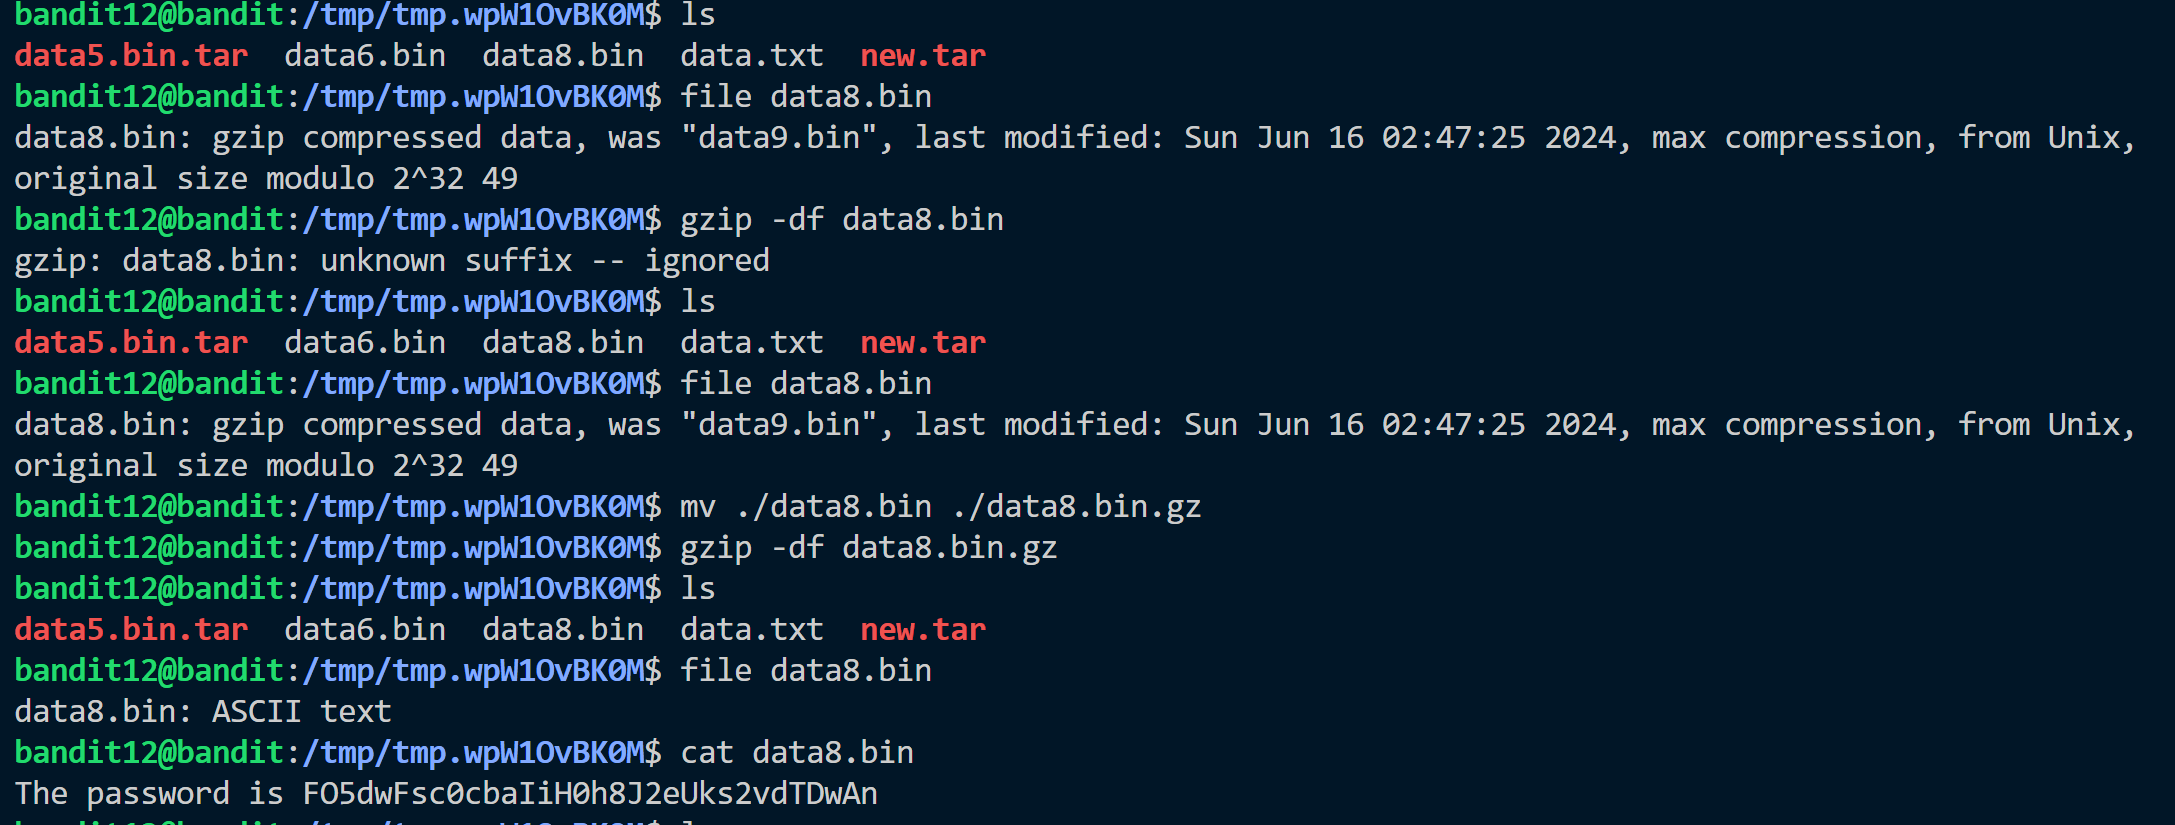 bandit12@bandit:/tmp/tmp.wpW1OvBK0M$ ls
data5.bin.tar  data6.bin  data8.bin  data.txt  new.tar
bandit12@bandit:/tmp/tmp.wpW1OvBK0M$ file data8.bin
data8.bin: gzip compressed data, was "data9.bin", last modified: Sun Jun 16 02:47:25 2024, max compression, from Unix,
original size modulo 2^32 49
bandit12@bandit:/tmp/tmp.wpW1OvBK0M$ gzip -df data8.bin
gzip: data8.bin: unknown suffix -- ignored
bandit12@bandit:/tmp/tmp.wpW1OvBK0M$ ls
data5.bin.tar  data6.bin  data8.bin  data.txt  new.tar
bandit12@bandit:/tmp/tmp.wpW1OvBK0M$ file data8.bin
data8.bin: gzip compressed data, was "data9.bin", last modified: Sun Jun 16 02:47:25 2024, max compression, from Unix,
original size modulo 2^32 49
bandit12@bandit:/tmp/tmp.wpW1OvBK0M$ mv ./data8.bin ./data8.bin.gz
bandit12@bandit:/tmp/tmp.wpW1OvBK0M$ gzip -df data8.bin.gz
bandit12@bandit:/tmp/tmp.wpW1OvBK0M$ ls
data5.bin.tar  data6.bin  data8.bin  data.txt  new.tar
bandit12@bandit:/tmp/tmp.wpW1OvBK0M$ file data8.bin
data8.bin: ASCII text
bandit12@bandit:/tmp/tmp.wpW1OvBK0M$ cat data8.bin
The password is FO5dwFsc0cbaIiH0h8J2eUks2vdTDwAn